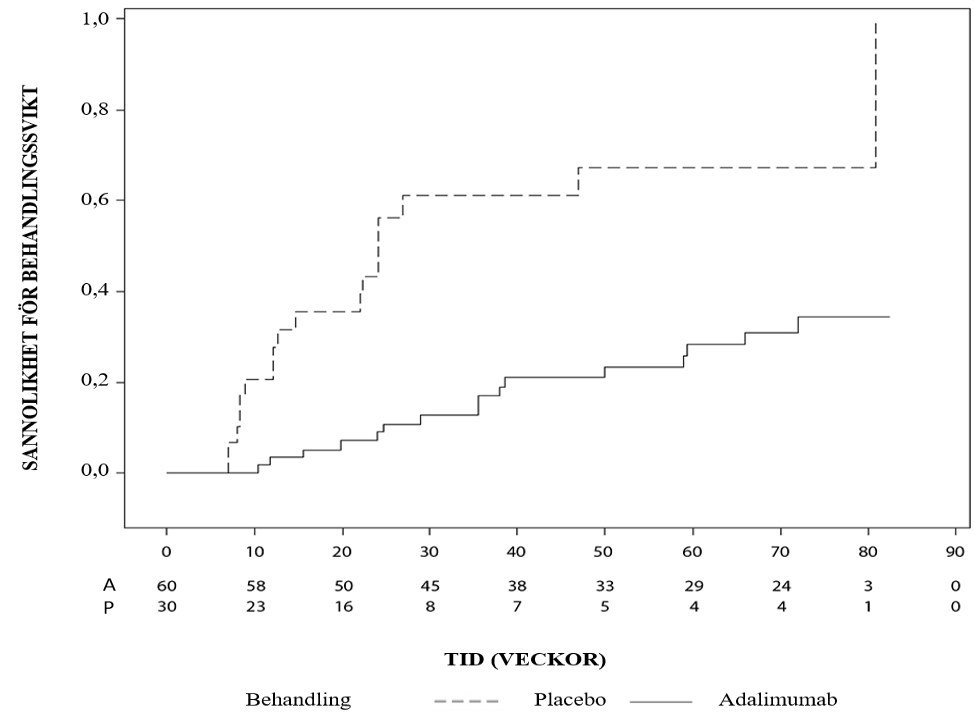 SANNOLIKHET FÖR BEHANDLINGSSVIKT
1,0
0,8
0,6
0,4
0,2
0,0
0 10 20 30 40 50 60 70 80 90
A 60 58 50 45 38 33 29 24 3 0
P 30 23 16 8 7 5 4 4 1 0
TID (VECKOR)
Behandling Placebo Adalimumab